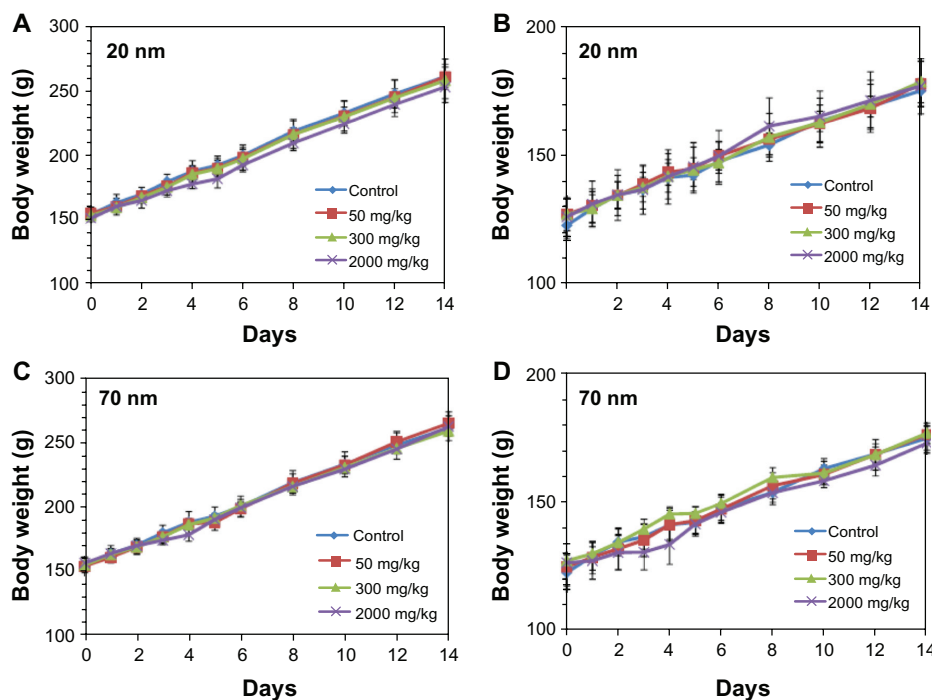 A
20 nm
Body weight (g)
300
250
200
150
100
0 2 4 6 8 10 12 14
Days
Control
50 mg/kg
300 mg/kg
2000 mg/kg
B
20 nm
Body weight (g)
200
150
100
0 2 4 6 8 10 12 14
Days
Control
50 mg/kg
300 mg/kg
2000 mg/kg
C
70 nm
Body weight (g)
300
250
200
150
100
0 2 4 6 8 10 12 14
Days
Control
50 mg/kg
300 mg/kg
2000 mg/kg
D
70 nm
Body weight (g)
200
150
100
0 2 4 6 8 10 12 14
Days
Control
50 mg/kg
300 mg/kg
2000 mg/kg